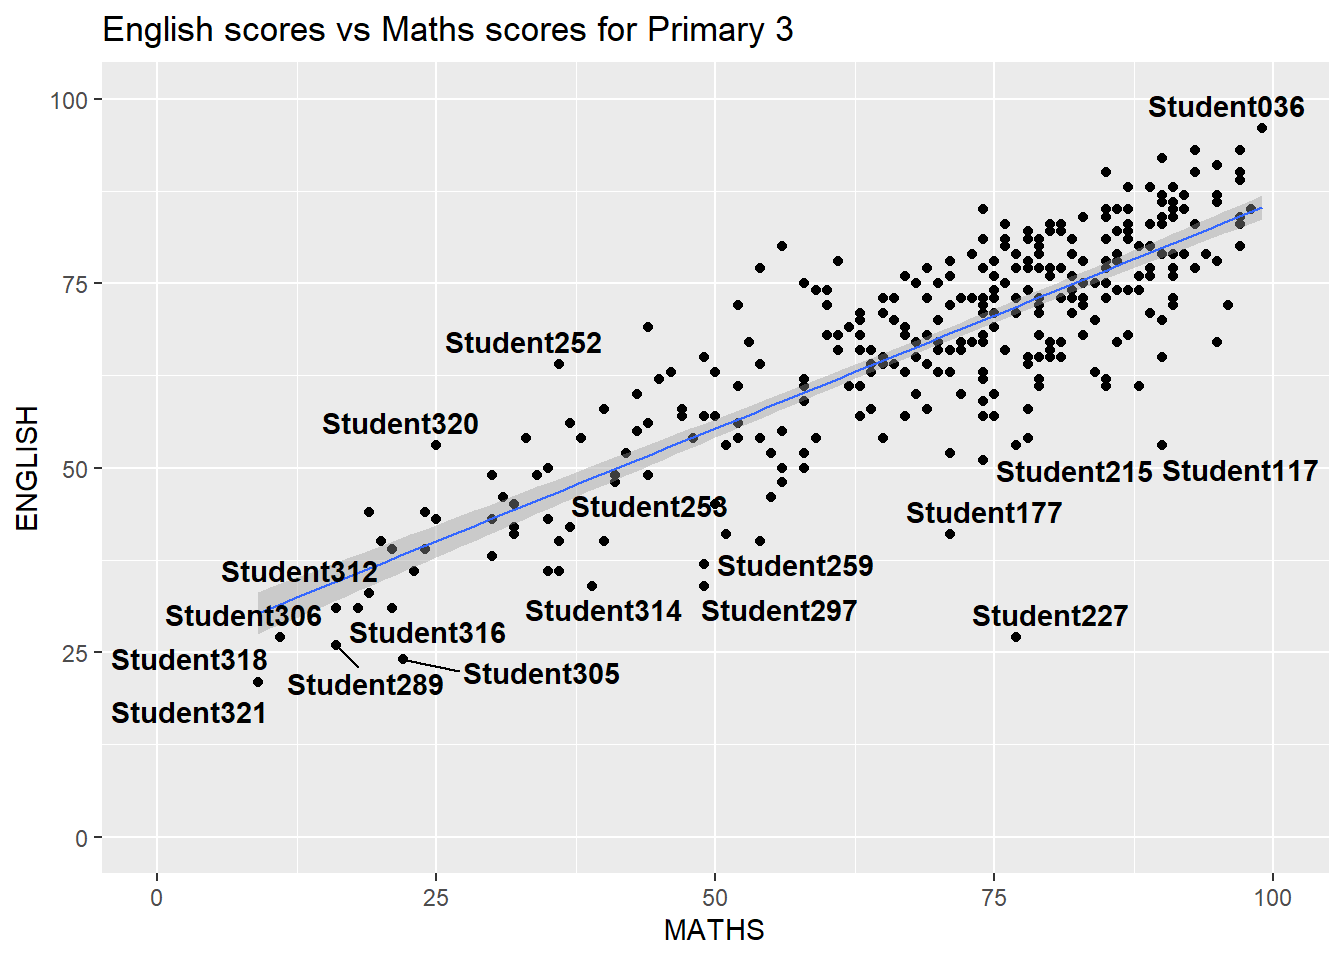 English scores vs Maths scores for Primary 3
100
75
50
25
0
ENGLISH
Student036
Student252
Student320
Student215
Student117
Student253
Student177
Student312
Student259
Student306
Student314
Student297
Student227
Student316
Student318
Student305
Student289
Student321
0
25
50
75
100
MATHS